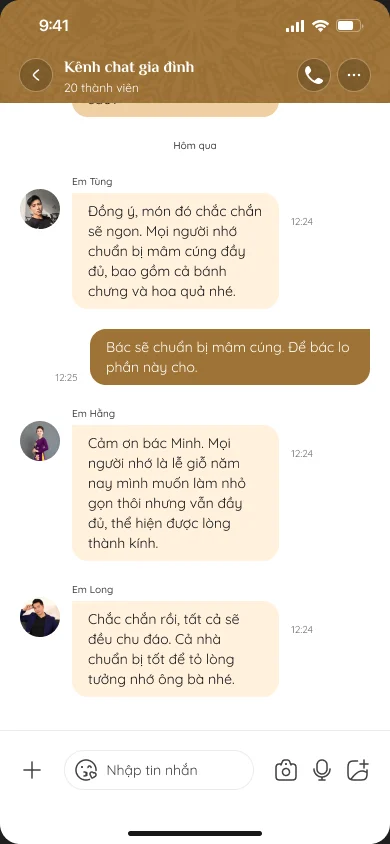 9:41
Kênh chat gia đình
20 thành viên
Hôm qua
Em Tùng
Đồng ý, món đó chắc chắn
sẽ ngon. Mọi người nhớ
chuẩn bị mâm cúng đầy
đủ, bao gồm cả bánh
chưng và hoa quả nhé.
12:24
Bác sẽ chuẩn bị mâm cúng. Để bác lo
phần này cho.
12:25
Em Hằng
Cảm ơn bác Minh. Mọi
người nhớ là lễ giỗ năm
nay mình muốn làm nhỏ
gọn thôi nhưng vẫn đầy
đủ, thể hiện được lòng
thành kính.
12:24
Em Long
Chắc chắn rồi, tất cả sẽ
đều chu đáo. Cả nhà
chuẩn bị tốt để tỏ lòng
tưởng nhớ ông bà nhé.
12:24
Nhập tin nhắn